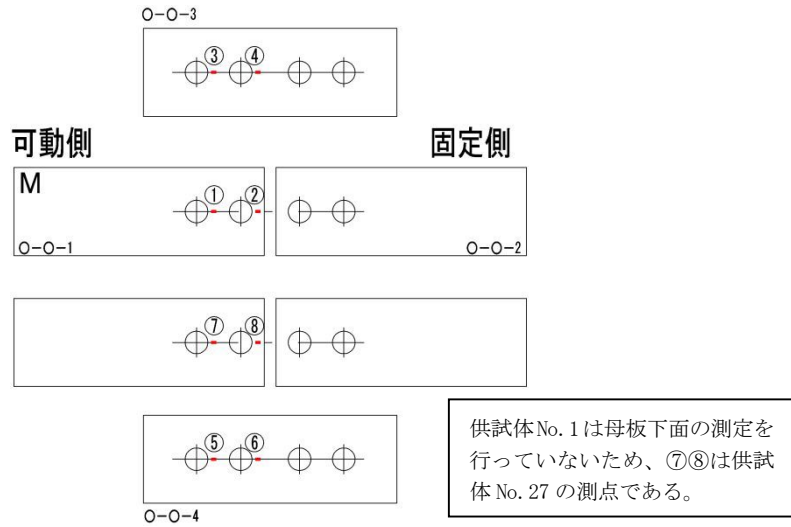 ○-○-3
③ ④
可動側 固定側
M
① ②
○-○-1 ○-○-2
⑦ ⑧
⑤ ⑥
供試体No.1は母板下面の測定を
行っていないため、⑦⑧は供試
体No.27の測点である。
○-○-4